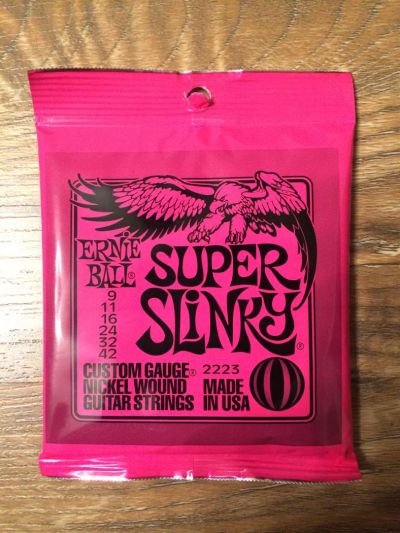 ERNIE
BALL®
SUPER
SLINKY®
9
11
16
24
32
42
CUSTOM GAUGE® 2223
NICKEL WOUND MADE
GUITAR STRINGS IN USA